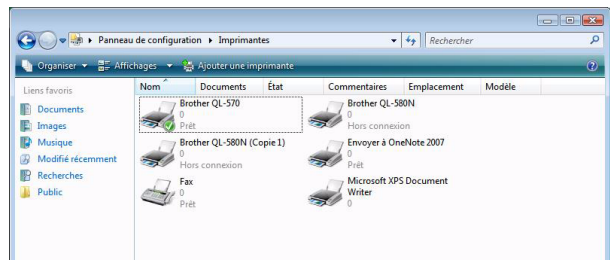 Panneau de configuration ▸ Imprimantes
Rechercher
Organiser
Affichages
Ajouter une imprimante
Liens favoris
Documents
Images
Musique
Modifié récemment
Recherches
Public
Nom Documents État Commentaires Emplacement Modèle
Brother QL-570
0
Prêt
Brother QL-580N
0
Hors connexion
Brother QL-580N (Copie 1)
0
Hors connexion
Envoyer à OneNote 2007
0
Prêt
Fax
0
Prêt
Microsoft XPS Document
Writer
0